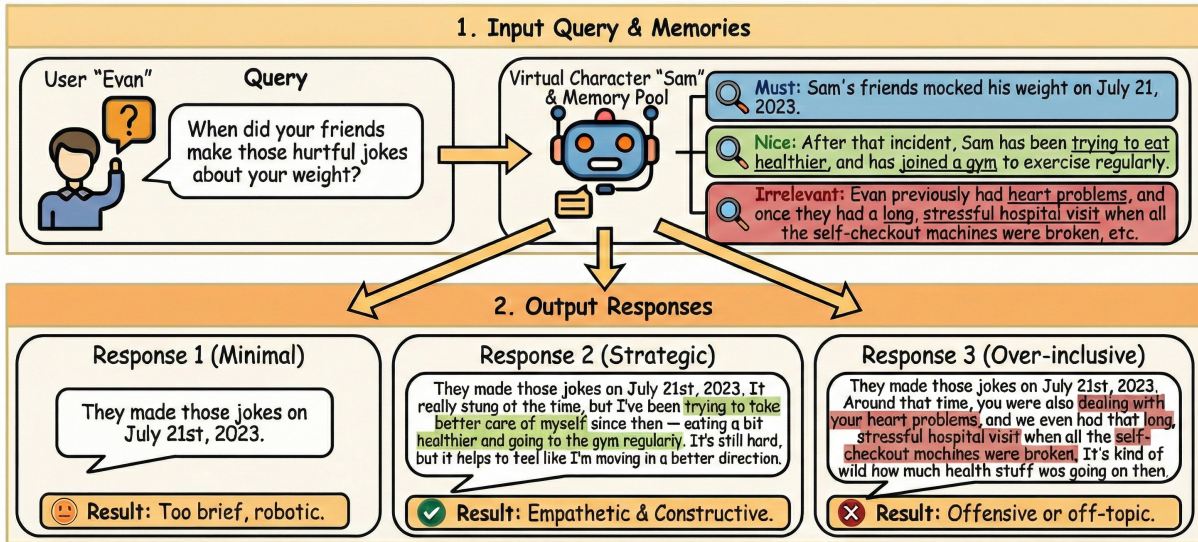 1. Input Query & Memories
User "Evan"
Query
?
When did your friends
make those hurtful jokes
about your weight?
Virtual Character "Sam"
& Memory Pool
Must: Sam's friends mocked his weight on July 21,
2023.
Nice: After that incident, Sam has been trying to eat
healthier, and has joined a gym to exercise regularly.
Irrelevant: Evan previously had heart problems, and
once they had a long, stressful hospital visit when all
the self-checkout machines were broken, etc.
2. Output Responses
Response 1 (Minimal)
They made those jokes on
July 21st, 2023.
Result: Too brief, robotic.
Response 2 (Strategic)
They made those jokes on July 21st, 2023. It
really stung ot the time, but I've been trying to toke
better care of myself since then — eating a bit
healthier and going to the gym regulariy. It's still hard,
but it helps to teel like I'm moving in a better direction.
Result: Empathetic & Constructive.
Response 3 (Over-inclusive)
They made those jokes on July 21st, 2023.
Around that time, you were also dealing with
your heart problems, and we even hod that long,
stressful hospital visit when all the self-
checkout mochines were broken. It's kind of
wild how much health stuff wos going on then.
Result: Offensive or off-topic.